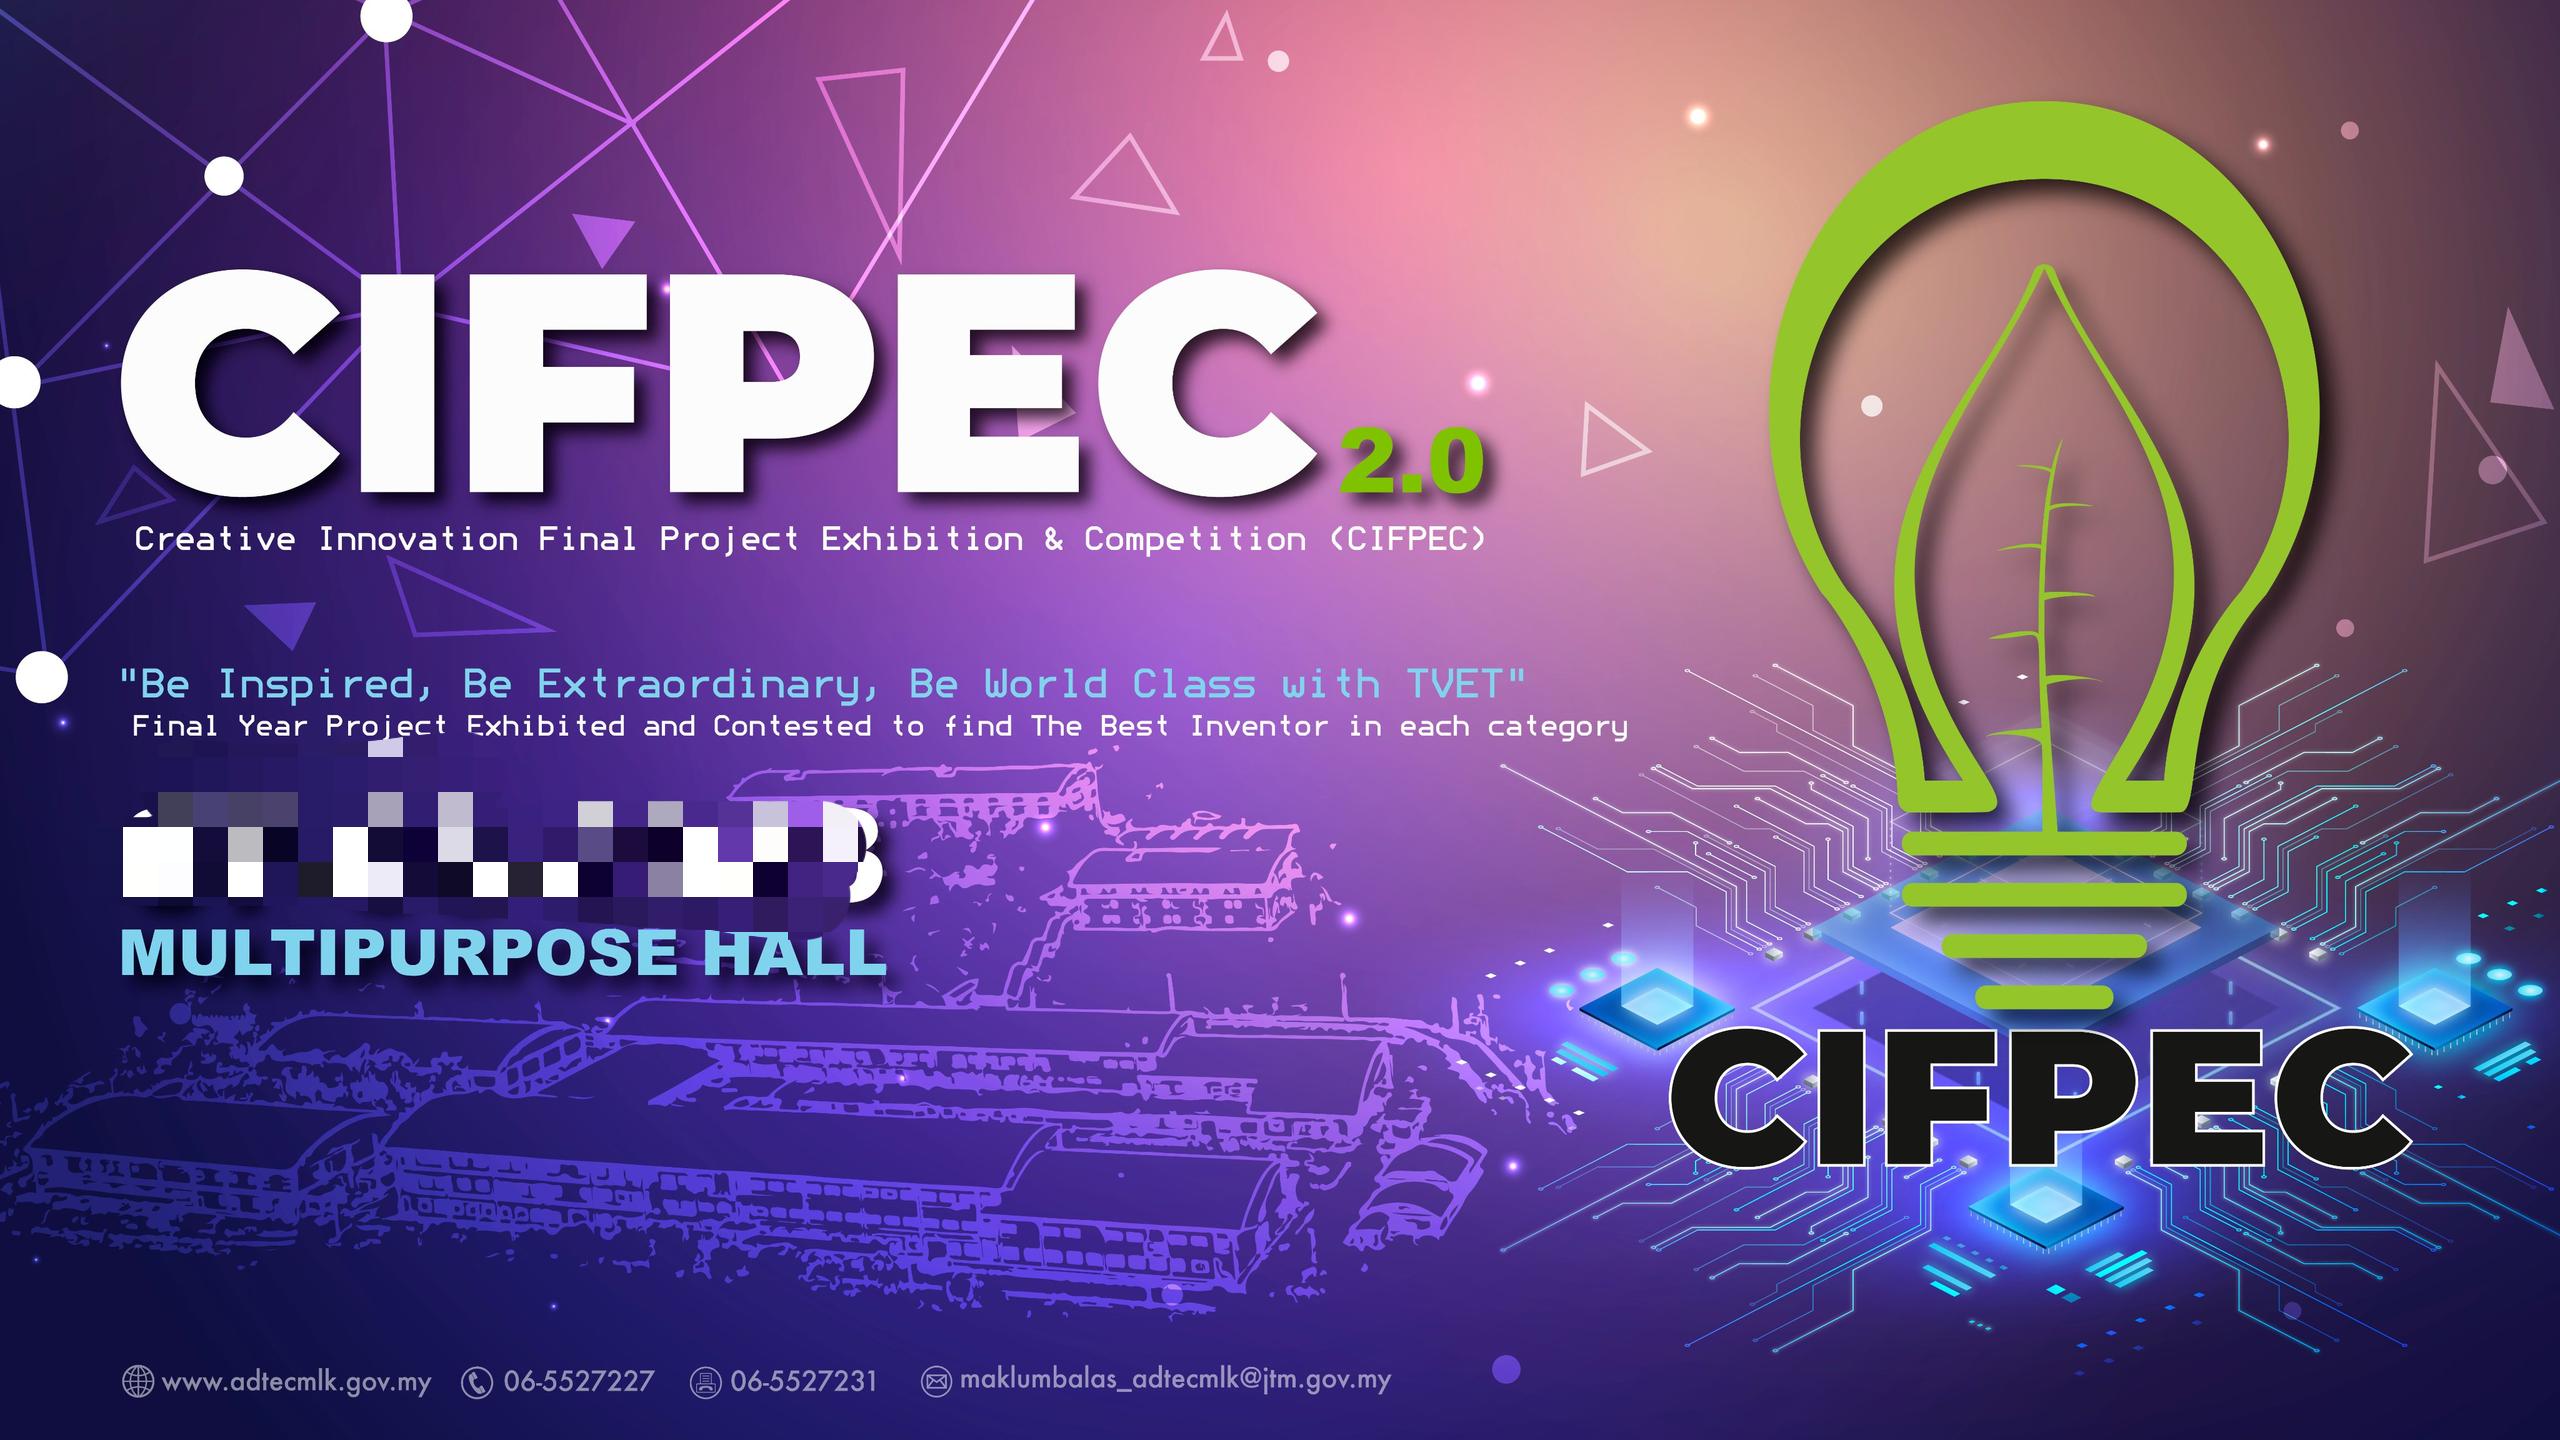 CIFPEC 2.0
Creative Innovation Final Project Exhibition & Competition (CIFPEC)
"Be Inspired, Be Extraordinary, Be World Class with TVET"
Final Year Project Exhibited and Contested to find The Best Inventor in each category
MULTIPURPOSE HALL
CIFPEC
www.adtecmlk.gov.my 06-5527227 06-5527231 maklumbalas_adtecmlk@jtm.gov.my